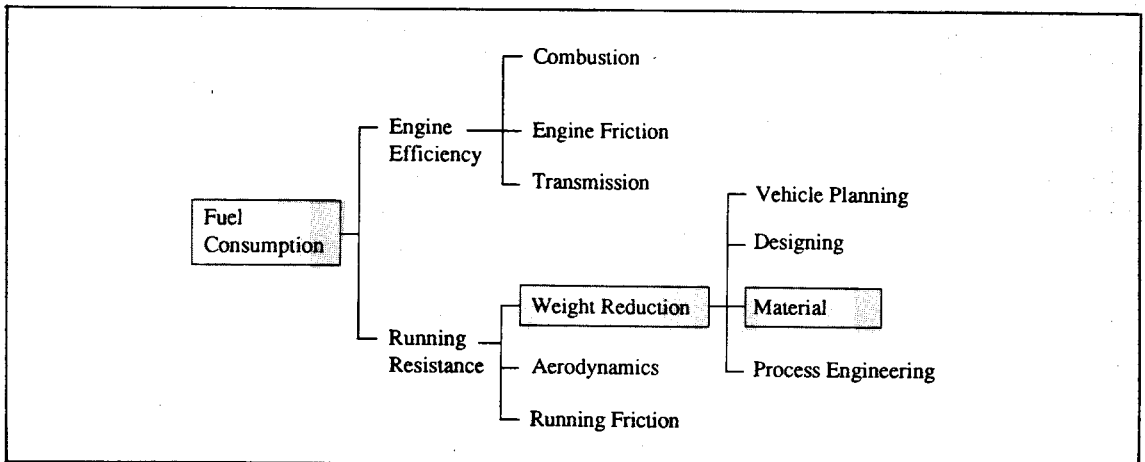 Combustion
Engine
Efficiency
Engine Friction
Transmission
Fuel
Consumption
Vehicle Planning
Designing
Weight Reduction
Material
Running
Resistance
Aerodynamics
Process Engineering
Running Friction